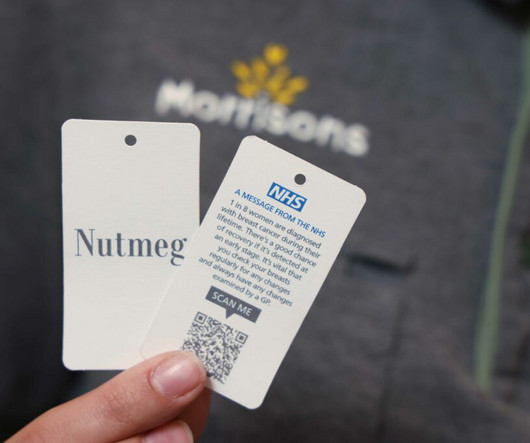 Morrisons
Nutmeg
NHS
A MESSAGE FROM THE NHS
1 in 8 women are diagnosed
with breast cancer during their
lifetime. There's a good chance
of recovery if it's detected at
an early stage. It's vital that
you check your breasts
regularly for any changes
and always have any changes
examined by a GP.
SCAN ME